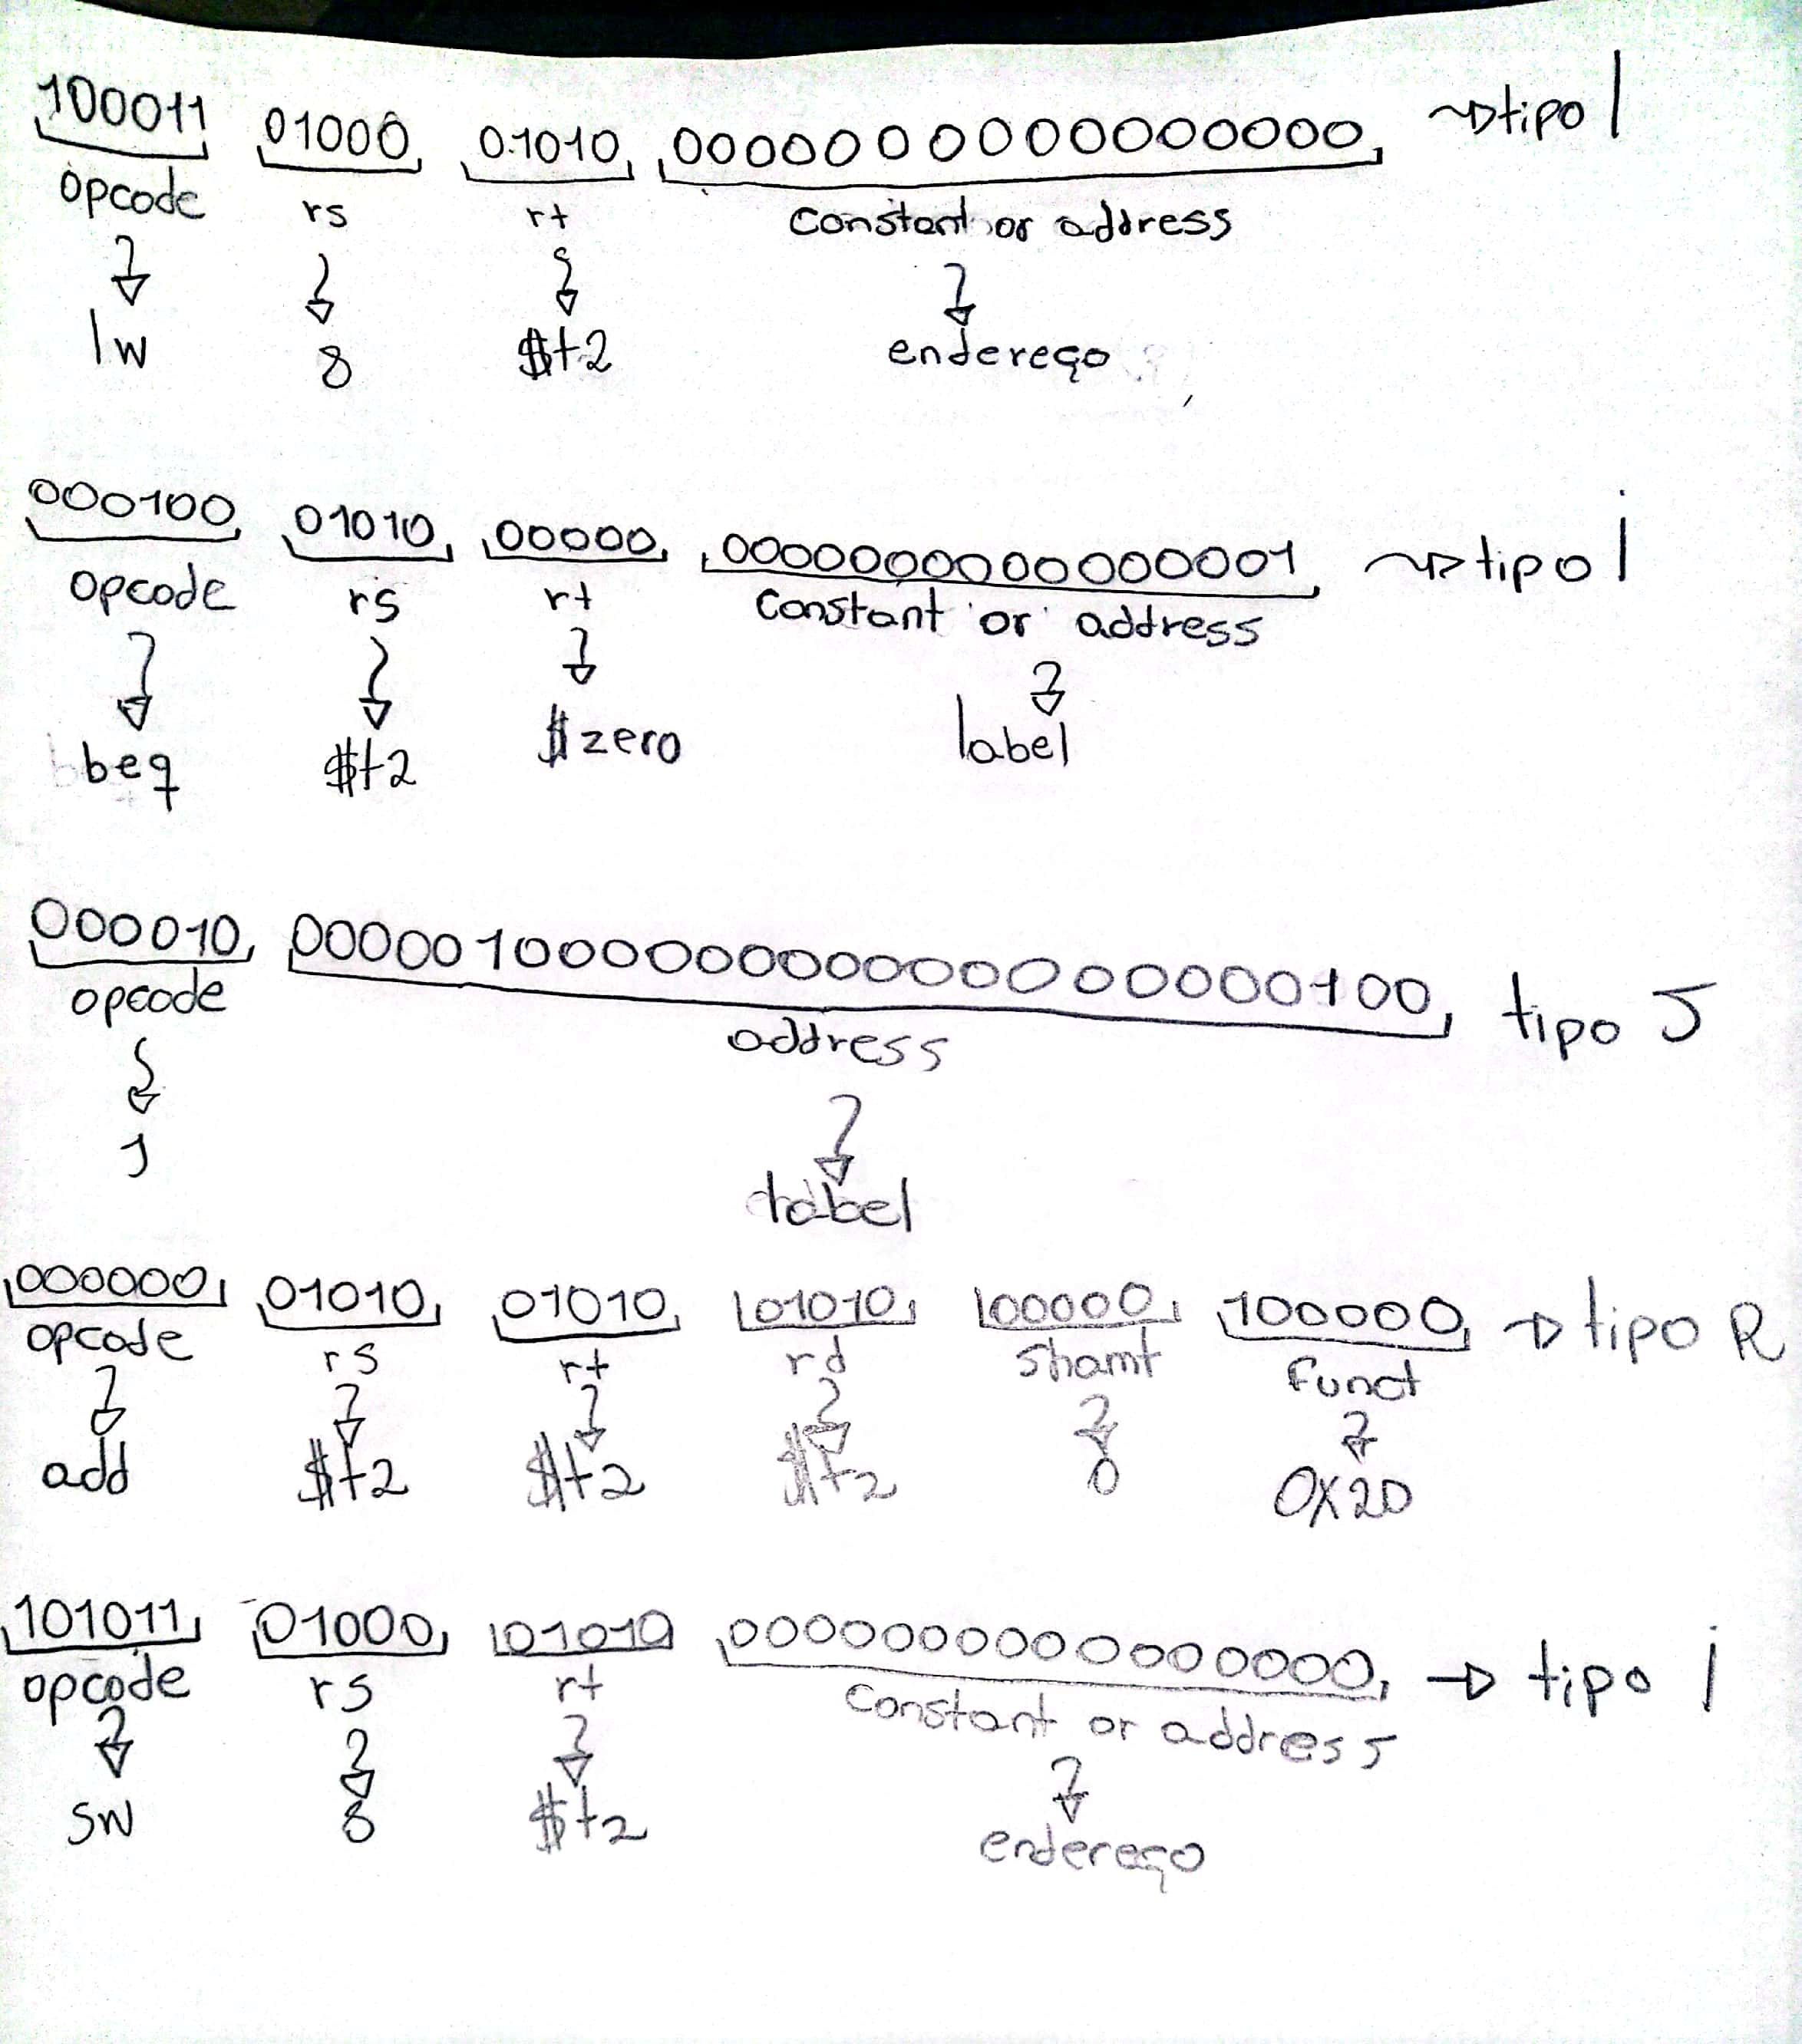 100011 01000 01010 0000000000000000 ~> tipo I
opcode rs rt constant or address
lw 8 $t2 endereço
000100 01010 00000 0000000000000001 ~> tipo I
opcode rs rt constant or address
beq $t2 $zero label
000010 00000100000000000000000100 tipo J
opcode address
J label
000000 01010 01010 01010 00000 100000 -> tipo R
opcode rs rt rd shamt funct
add $t2 $t2 $t2 0 0x20
101011 01000 01010 0000000000000000 -> tipo I
opcode rs rt constant or address
sw 8 $t2 endereço